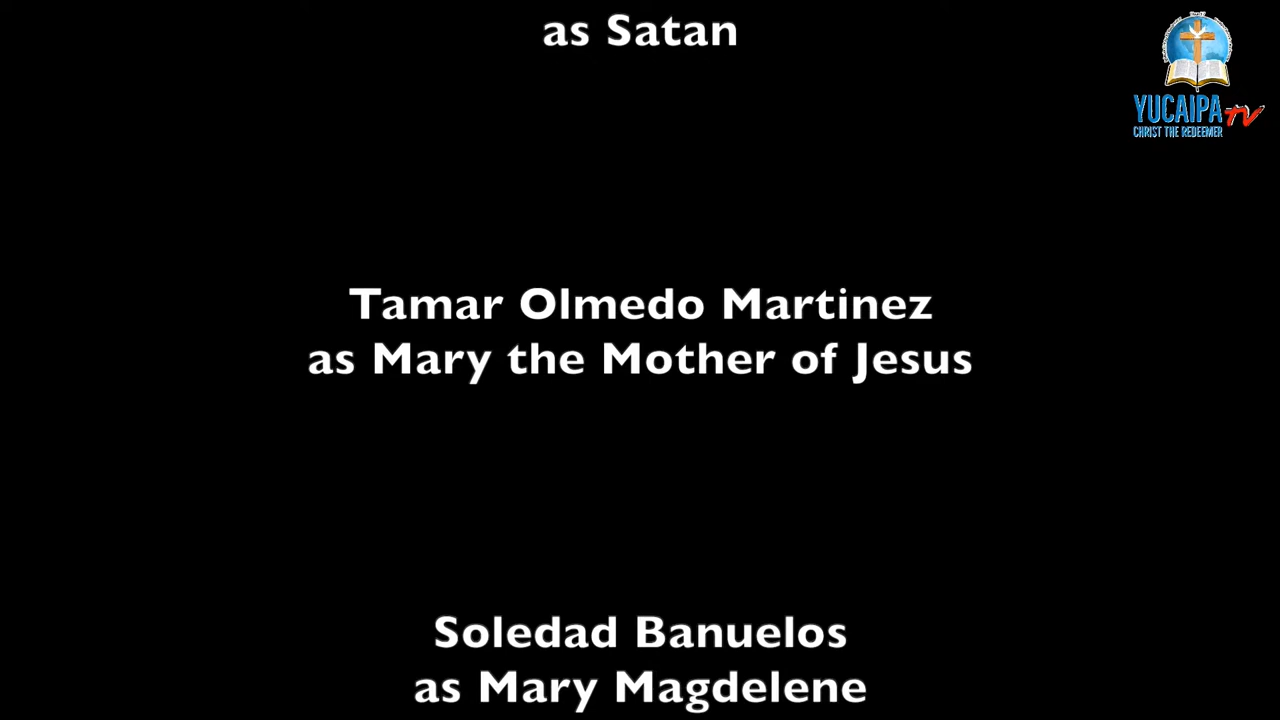 as Satan
YUCAIPA TV
CHRIST THE REDEEMER
Tamar Olmedo Martinez
as Mary the Mother of Jesus
Soledad Banuelos
as Mary Magdelene